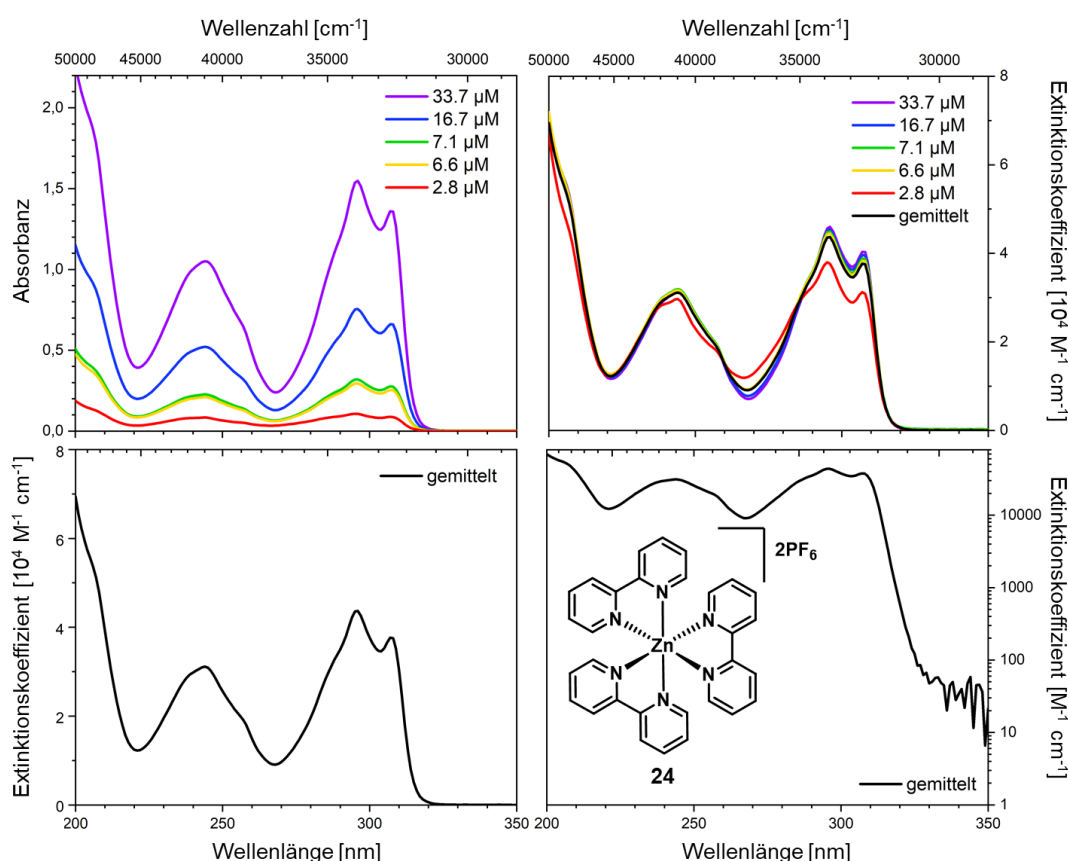 Wellenzahl [cm⁻¹]
50000 45000 40000 35000 30000
2,0
1,5
1,0
0,5
0,0
Absorbanz
33.7 µM
16.7 µM
7.1 µM
6.6 µM
2.8 µM
Wellenzahl [cm⁻¹]
50000 45000 40000 35000 30000
33.7 µM
16.7 µM
7.1 µM
6.6 µM
2.8 µM
gemittelt
8
6
4
2
0
Extinktionskoeffizient [10⁴ M⁻¹ cm⁻¹]
Extinktionskoeffizient [10⁴ M⁻¹ cm⁻¹]
8
6
4
2
0
gemittelt
200 250 300 350
Wellenlänge [nm]
2PF₆
N
N
N
N
Zn
N
N
24
gemittelt
10000
1000
100
10
1
Extinktionskoeffizient [M⁻¹ cm⁻¹]
200 250 300 350
Wellenlänge [nm]